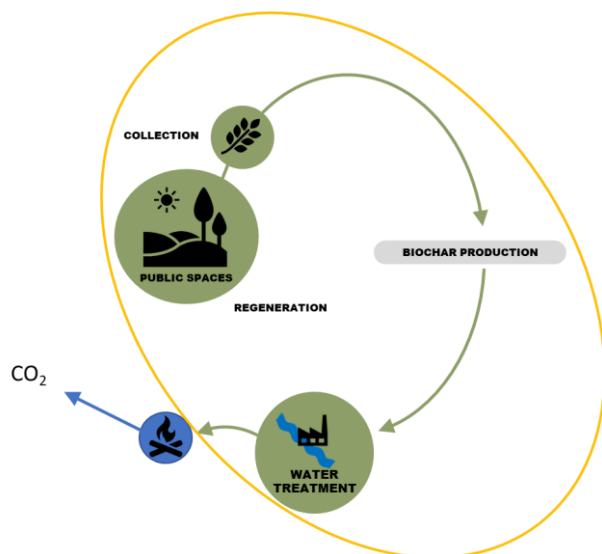 COLLECTION
PUBLIC SPACES
BIOCHAR PRODUCTION
REGENERATION
CO₂
WATER
TREATMENT